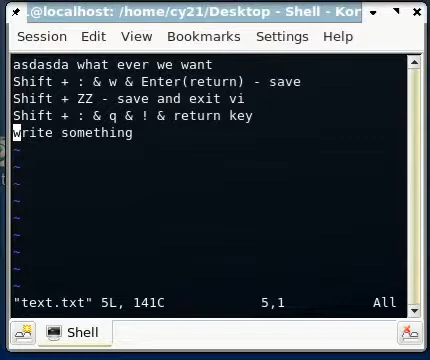 @localhost: /home/cy21/Desktop - Shell - Kor
Session Edit View Bookmarks Settings Help
asdasda what ever we want
Shift + : & w & Enter(return) - save
Shift + ZZ - save and exit vi
Shift + : & q & ! & return key
write something
~
~
~
~
~
~
~
~
~
"text.txt" 5L, 141C 5,1 All
Shell